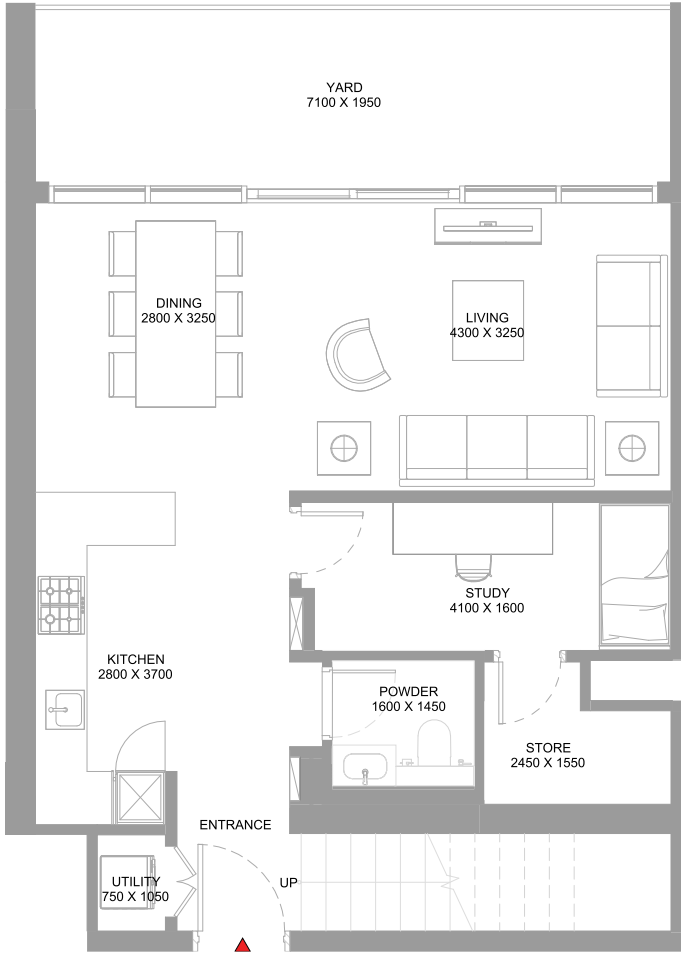 YARD
7100 X 1950
DINING
2800 X 3250
LIVING
4300 X 3250
STUDY
4100 X 1600
KITCHEN
2800 X 3700
POWDER
1600 X 1450
STORE
2450 X 1550
ENTRANCE
UTILITY
750 X 1050
UP